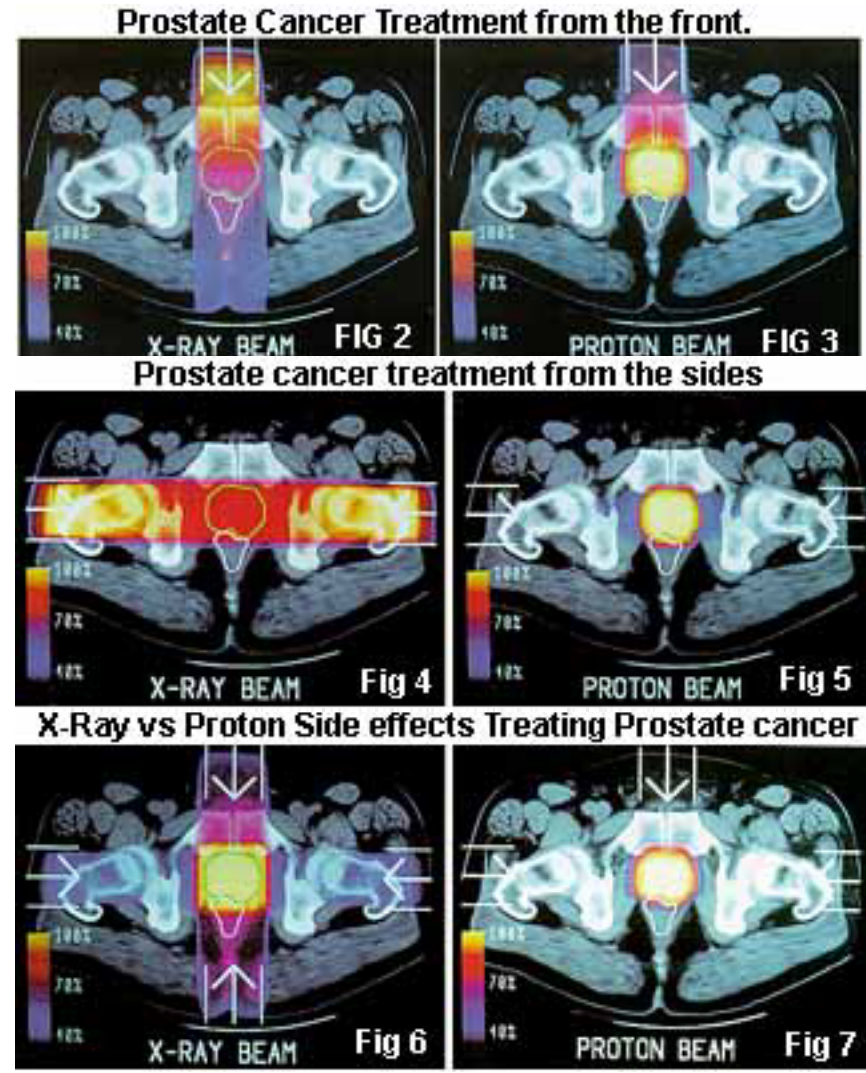 Prostate Cancer Treatment from the front.
100%
70%
40%
X-RAY BEAM FIG 2
100%
70%
40%
PROTON BEAM FIG 3
Prostate cancer treatment from the sides
100%
70%
40%
X-RAY BEAM Fig 4
100%
70%
40%
PROTON BEAM Fig 5
X-Ray vs Proton Side effects Treating Prostate cancer
100%
70%
40%
X-RAY BEAM Fig 6
100%
70%
40%
PROTON BEAM Fig 7